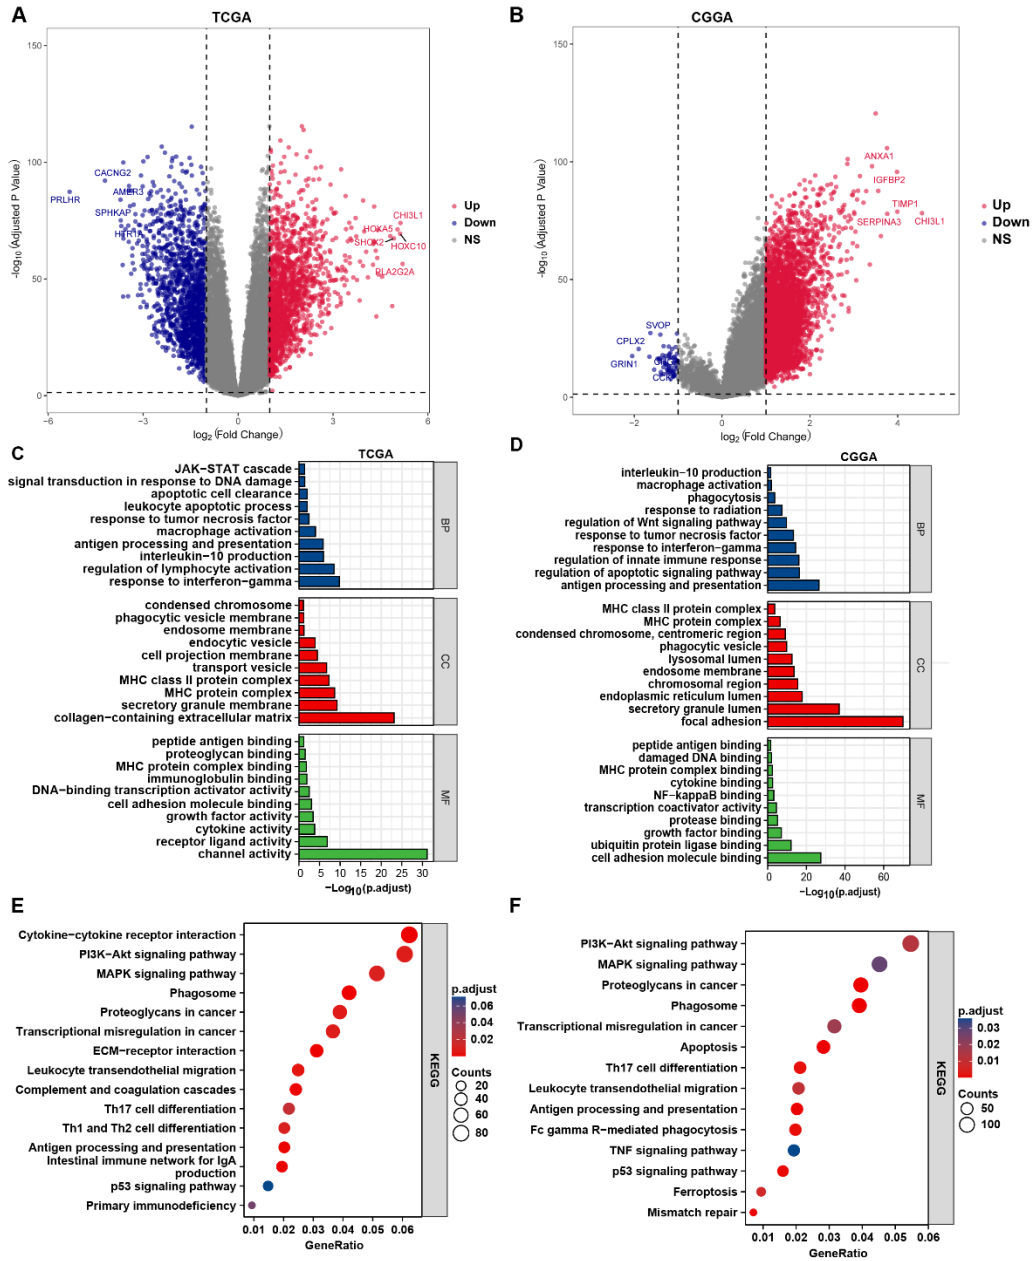 A
TCGA
150
100
50
0
-log10 (Adjusted P Value)
-6
-3
0
3
6
log2 (Fold Change)
CACNG2
PRLHR
AMER3
SPHKAP
HTR1A
CHI3L1
HOXA5
SHOX2
HOXC10
PLA2G2A
Up
Down
NS
B
CGGA
150
100
50
0
-log10 (Adjusted P Value)
-2
0
2
4
log2 (Fold Change)
ANXA1
IGFBP2
TIMP1
SERPINA3
CHI3L1
SVOP
CPLX2
GRIN1
Up
Down
NS
C
TCGA
JAK−STAT cascade
signal transduction in response to DNA damage
apoptotic cell clearance
leukocyte apoptotic process
response to tumor necrosis factor
macrophage activation
antigen processing and presentation
interleukin−10 production
regulation of lymphocyte activation
response to interferon−gamma
BP
condensed chromosome
phagocytic vesicle membrane
endosome membrane
endocytic vesicle
cell projection membrane
transport vesicle
MHC class II protein complex
MHC protein complex
secretory granule membrane
collagen−containing extracellular matrix
CC
peptide antigen binding
proteoglycan binding
MHC protein complex binding
immunoglobulin binding
DNA−binding transcription activator activity
cell adhesion molecule binding
growth factor activity
cytokine activity
receptor ligand activity
channel activity
MF
0 5 10 15 20 25 30
−Log10(p.adjust)
D
CGGA
interleukin−10 production
macrophage activation
phagocytosis
response to radiation
regulation of Wnt signaling pathway
response to tumor necrosis factor
response to interferon−gamma
regulation of innate immune response
regulation of apoptotic signaling pathway
antigen processing and presentation
BP
MHC class II protein complex
MHC protein complex
condensed chromosome, centromeric region
phagocytic vesicle
lysosomal lumen
endosome membrane
chromosomal region
endoplasmic reticulum lumen
secretory granule lumen
focal adhesion
CC
peptide antigen binding
damaged DNA binding
MHC protein complex binding
cytokine binding
NF−kappaB binding
transcription coactivator activity
protease binding
growth factor binding
ubiquitin protein ligase binding
cell adhesion molecule binding
MF
0 20 40 60
−Log10(p.adjust)
E
Cytokine−cytokine receptor interaction
PI3K−Akt signaling pathway
MAPK signaling pathway
Phagosome
Proteoglycans in cancer
Transcriptional misregulation in cancer
ECM−receptor interaction
Leukocyte transendothelial migration
Complement and coagulation cascades
Th17 cell differentiation
Th1 and Th2 cell differentiation
Antigen processing and presentation
Intestinal immune network for IgA
production
p53 signaling pathway
Primary immunodeficiency
KEGG
0.01 0.02 0.03 0.04 0.05 0.06
GeneRatio
p.adjust
0.06
0.04
0.02
Counts
20
40
60
80
F
PI3K−Akt signaling pathway
MAPK signaling pathway
Proteoglycans in cancer
Phagosome
Transcriptional misregulation in cancer
Apoptosis
Th17 cell differentiation
Leukocyte transendothelial migration
Antigen processing and presentation
Fc gamma R−mediated phagocytosis
TNF signaling pathway
p53 signaling pathway
Ferroptosis
Mismatch repair
KEGG
0.01 0.02 0.03 0.04 0.05 0.06
GeneRatio
p.adjust
0.03
0.02
0.01
Counts
50
100